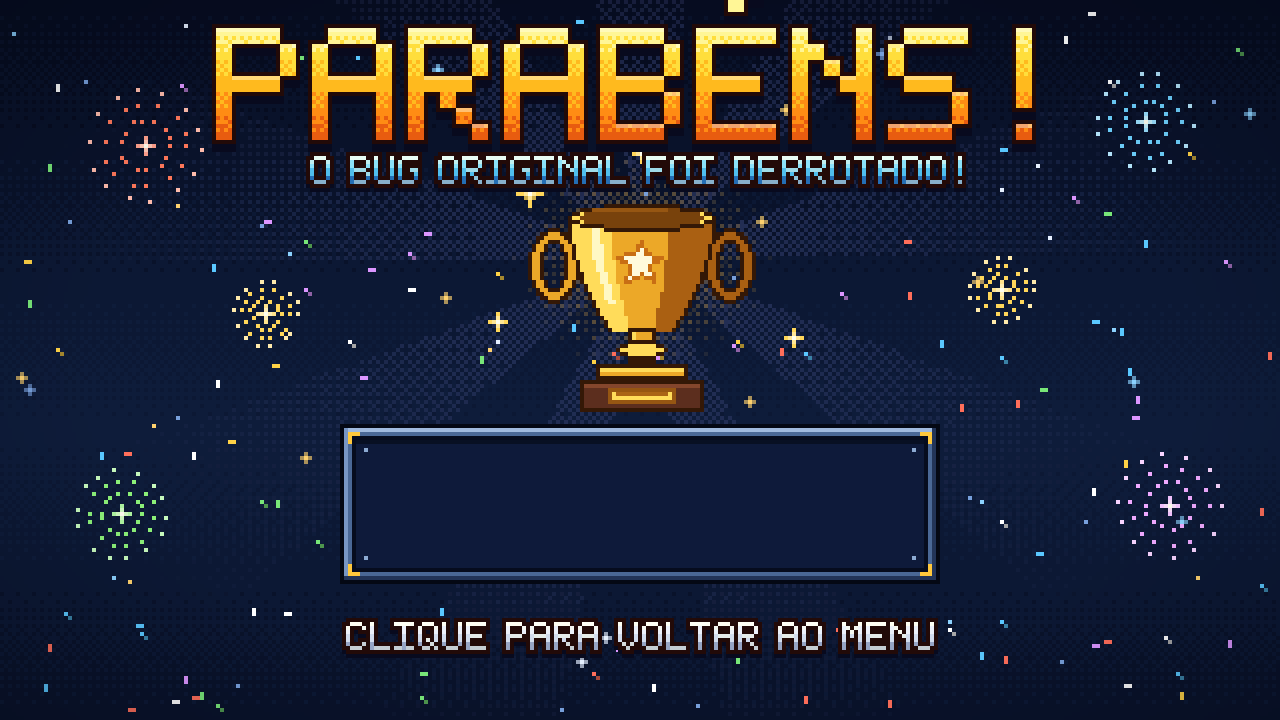 PARABÉNS!
O BUG ORIGINAL FOI DERROTADO!
CLIQUE PARA VOLTAR AO MENU